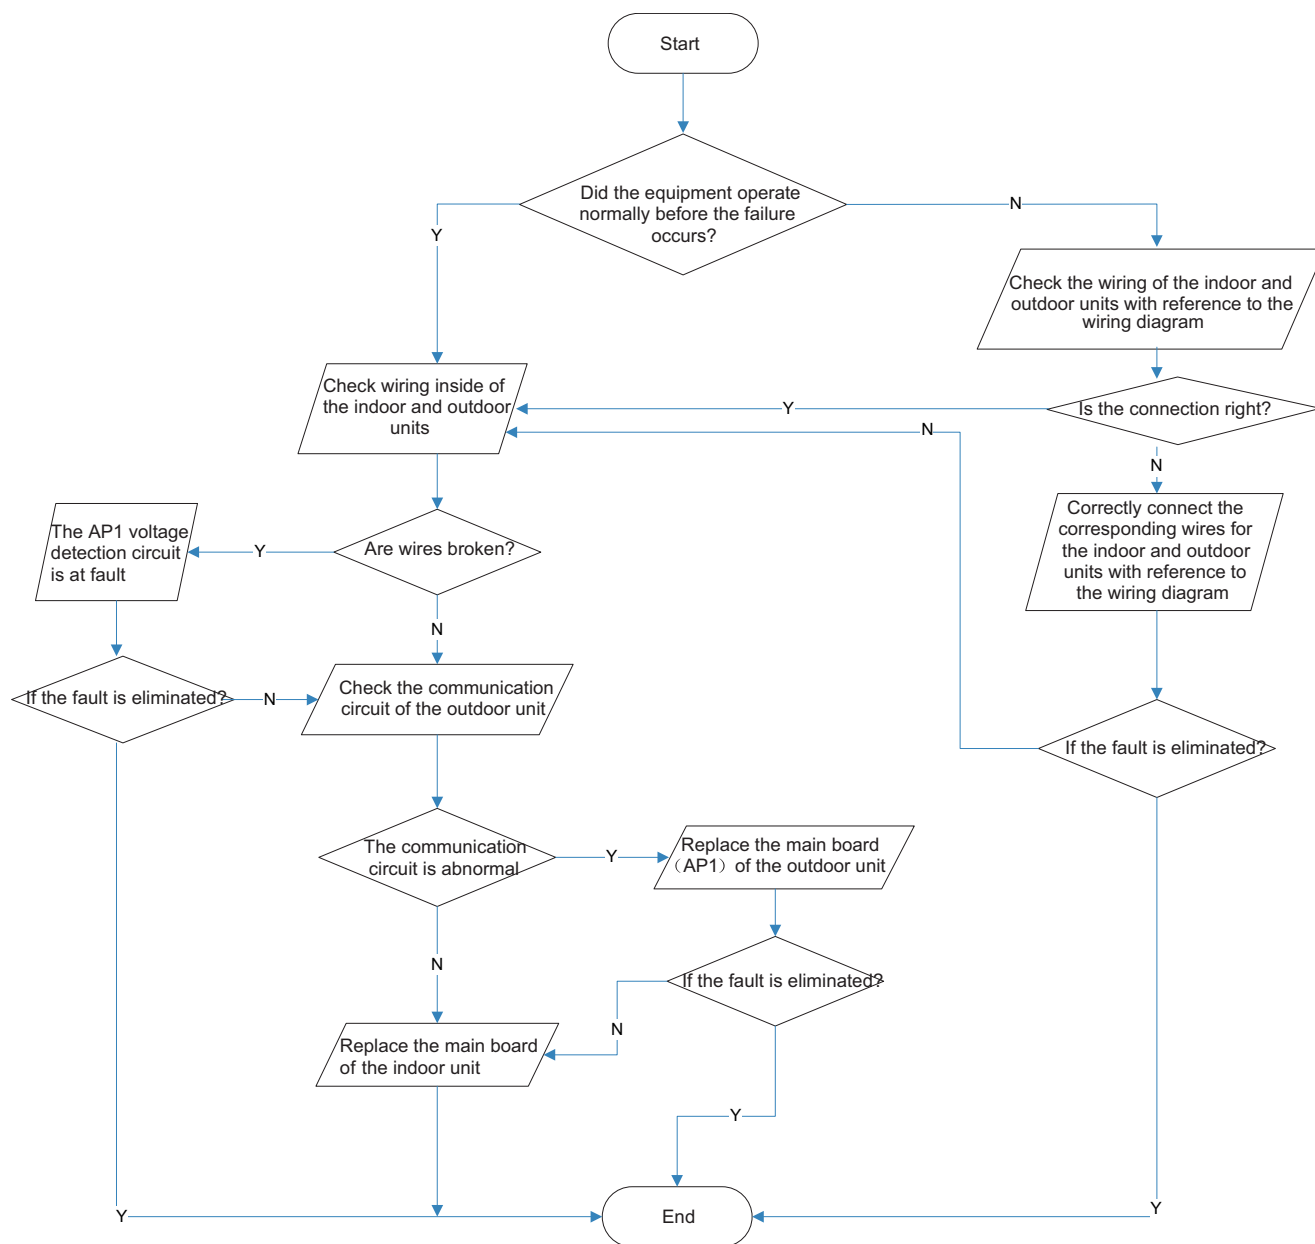 Start
Did the equipment operate
normally before the failure
occurs?
Y
N
Check the wiring of the indoor and
outdoor units with reference to the
wiring diagram
Check wiring inside of
the indoor and outdoor
units
Y
Is the connection right?
N
N
Correctly connect the
corresponding wires for
the indoor and outdoor
units with reference to
the wiring diagram
The AP1 voltage
detection circuit
is at fault
Y
Are wires broken?
N
If the fault is eliminated?
N
Check the communication
circuit of the outdoor unit
If the fault is eliminated?
The communication
circuit is abnormal
Y
Replace the main board
（AP1）of the outdoor unit
N
If the fault is eliminated?
N
Replace the main board
of the indoor unit
Y
Y
End
Y